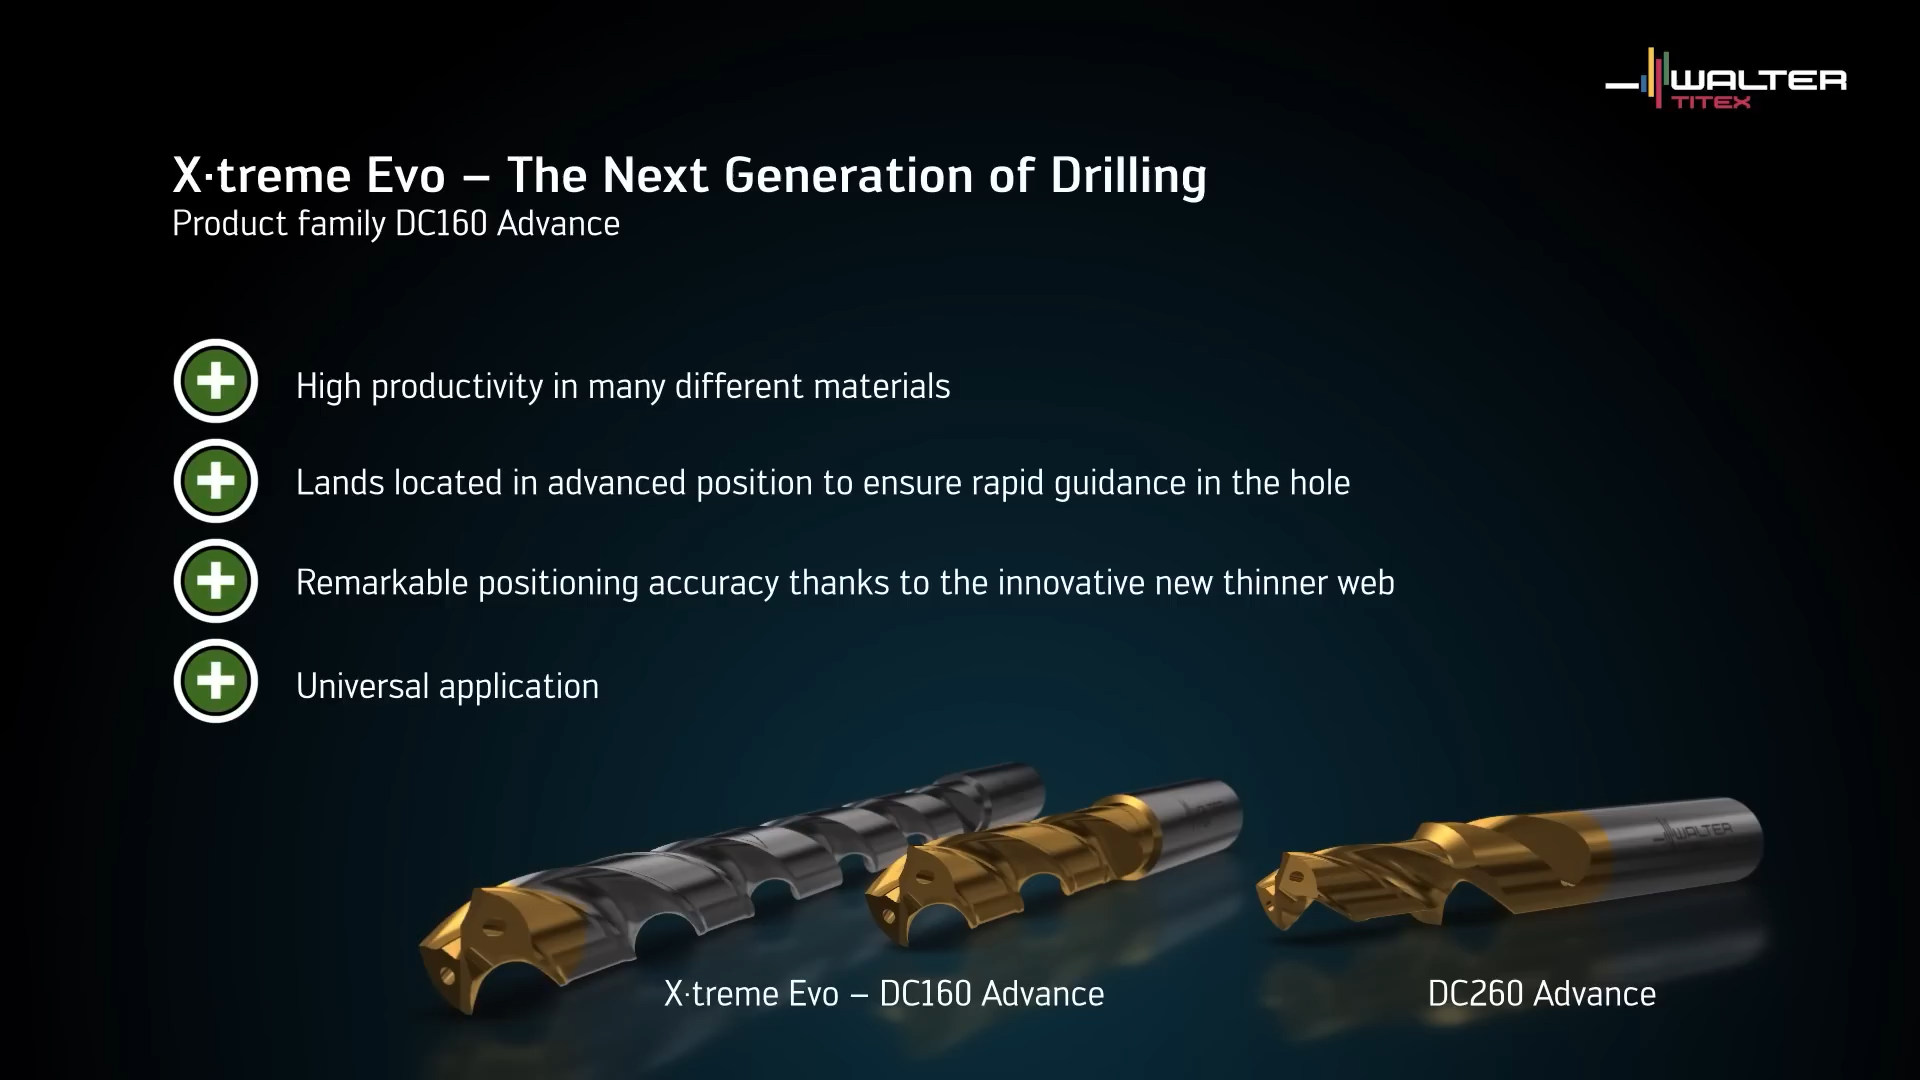 WALTER
TITEX
X·treme Evo – The Next Generation of Drilling
Product family DC160 Advance
High productivity in many different materials
Lands located in advanced position to ensure rapid guidance in the hole
Remarkable positioning accuracy thanks to the innovative new thinner web
Universal application
WALTER
X·treme Evo – DC160 Advance
DC260 Advance